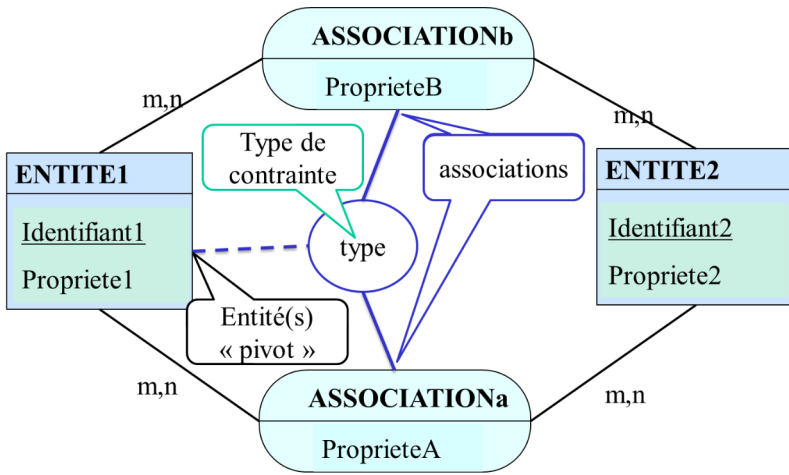 ASSOCIATIONb
ProprieteB
m,n
m,n
Type de
contrainte
associations
ENTITE1
Identifiant1
Propriete1
ENTITE2
Identifiant2
Propriete2
type
Entité(s)
« pivot »
m,n
m,n
ASSOCIATIONa
ProprieteA